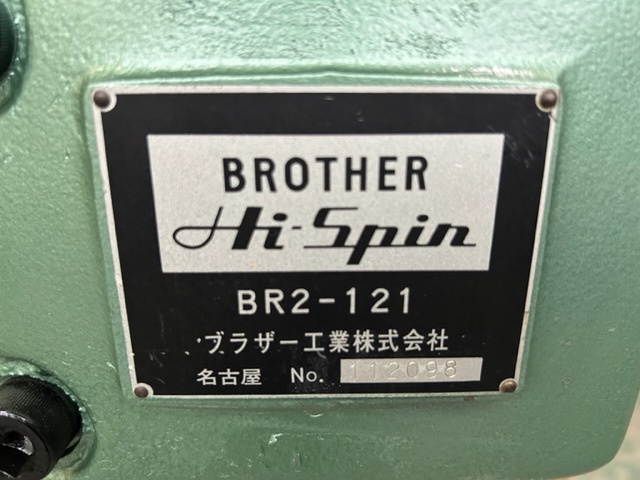 BROTHER
Hi-Spin
BR2-121
ブラザー工業株式会社
名古屋 No. 112098